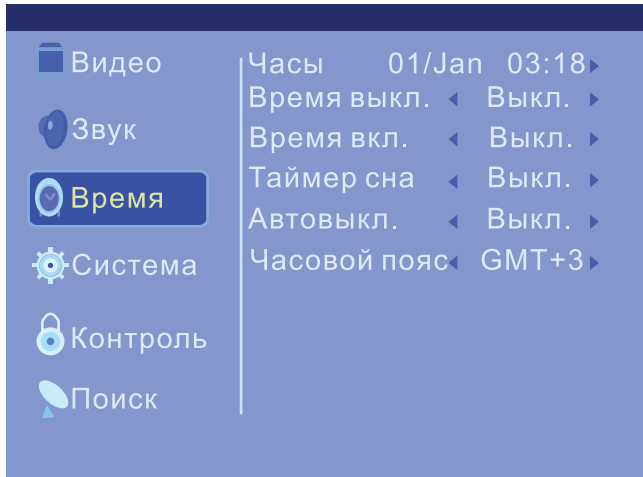 Видео
Звук
Время
Система
Контроль
Поиск
Часы 01/Jan 03:18
Время выкл. Выкл.
Время вкл. Выкл.
Таймер сна Выкл.
Автовыкл. Выкл.
Часовой пояс GMT+3